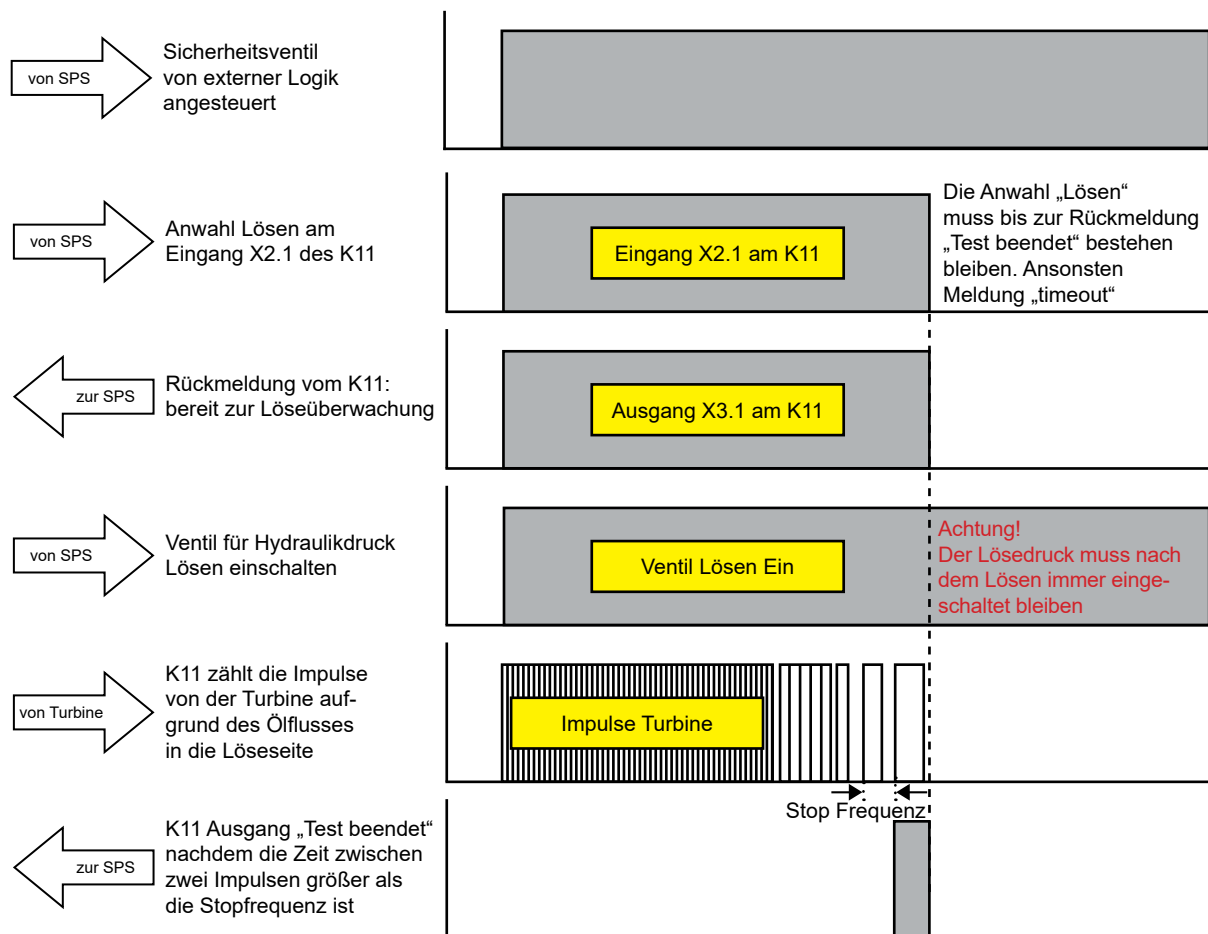 von SPS
Sicherheitsventil
von externer Logik
angesteuert
von SPS
Anwahl Lösen am
Eingang X2.1 des K11
Eingang X2.1 am K11
Die Anwahl „Lösen“
muss bis zur Rückmeldung
„Test beendet“ bestehen
bleiben. Ansonsten
Meldung „timeout“
zur SPS
Rückmeldung vom K11:
bereit zur Löseüberwachung
Ausgang X3.1 am K11
von SPS
Ventil für Hydraulikdruck
Lösen einschalten
Ventil Lösen Ein
Achtung!
Der Lösedruck muss nach
dem Lösen immer einge-
schaltet bleiben
von Turbine
K11 zählt die Impulse
von der Turbine auf-
grund des Ölflusses
in die Löseseite
Impulse Turbine
Stop Frequenz
zur SPS
K11 Ausgang „Test beendet“
nachdem die Zeit zwischen
zwei Impulsen größer als
die Stopfrequenz ist